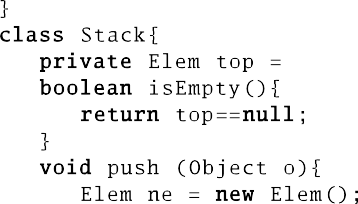 }
class Stack{
private Elem top =
boolean isEmpty(){
return top==null;
}
void push (Object o){
Elem ne = new Elem();